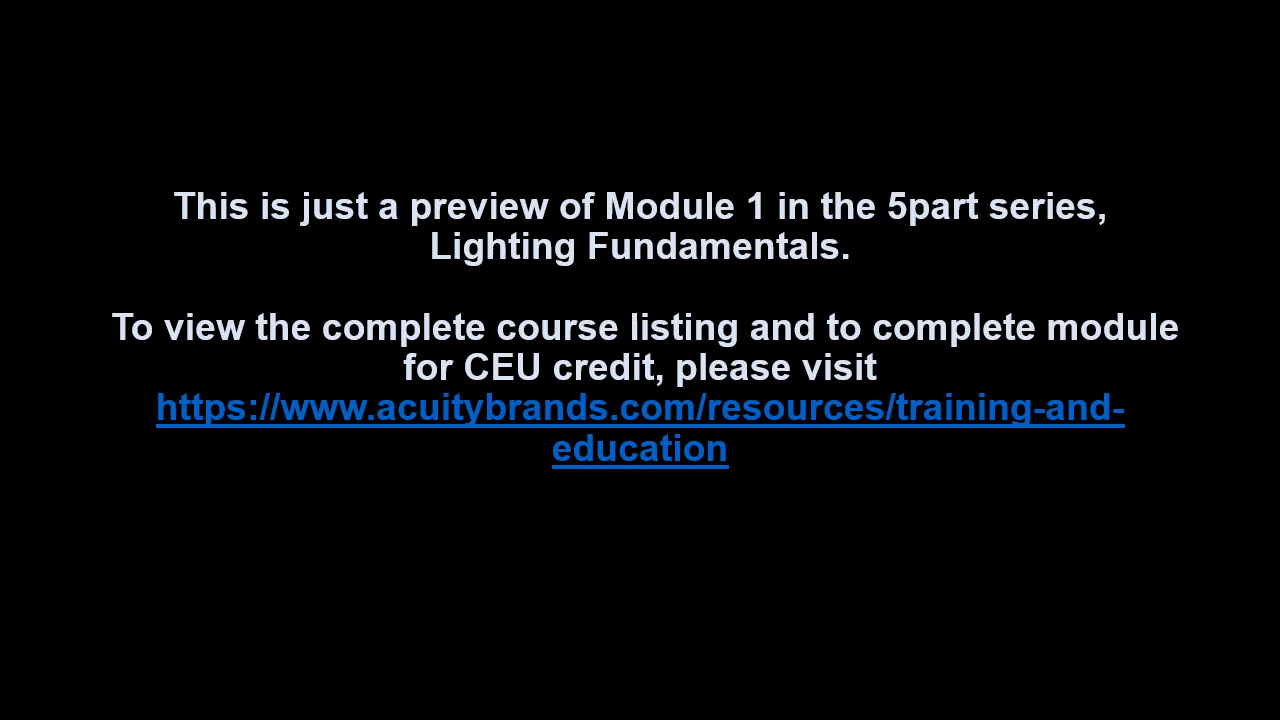 This is just a preview of Module 1 in the 5part series,
Lighting Fundamentals.
To view the complete course listing and to complete module
for CEU credit, please visit
https://www.acuitybrands.com/resources/training-and-
education